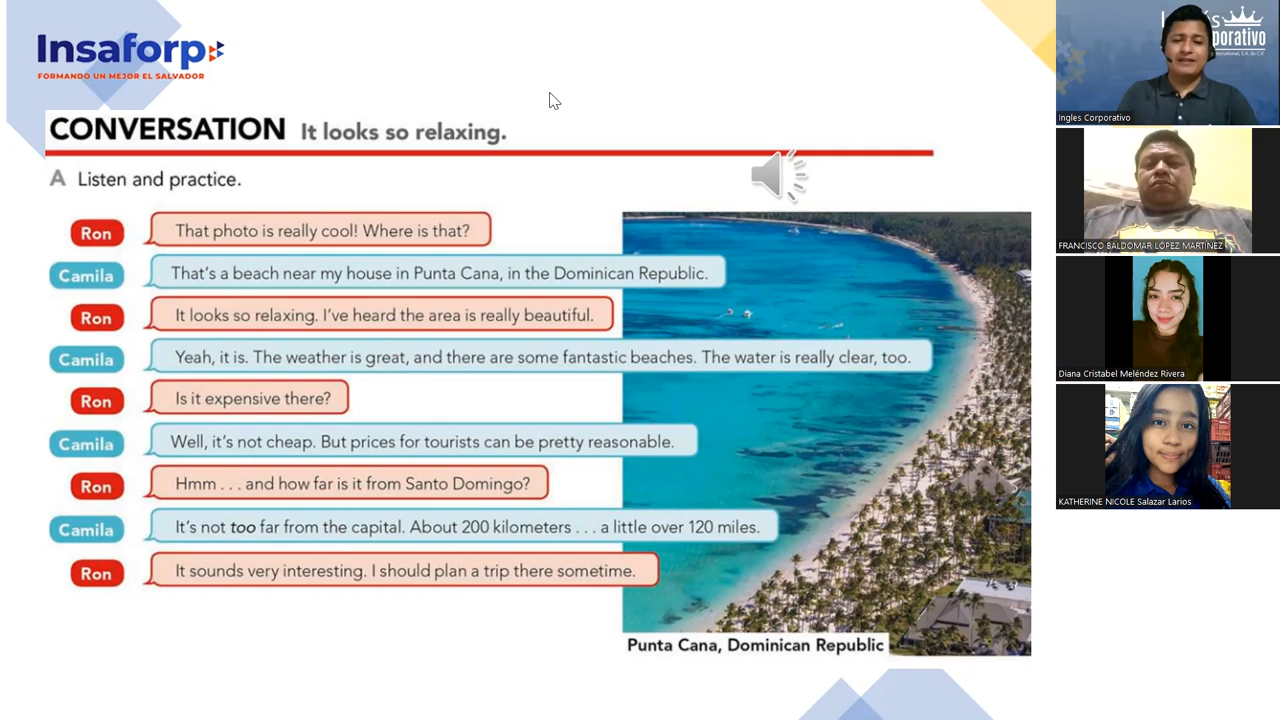 Insaforp
FORMANDO UN MEJOR EL SALVADOR
CONVERSATION It looks so relaxing.
A Listen and practice.
Ron That photo is really cool! Where is that?
Camila That's a beach near my house in Punta Cana, in the Dominican Republic.
Ron It looks so relaxing. I've heard the area is really beautiful.
Camila Yeah, it is. The weather is great, and there are some fantastic beaches. The water is really clear, too.
Ron Is it expensive there?
Camila Well, it's not cheap. But prices for tourists can be pretty reasonable.
Ron Hmm . . . and how far is it from Santo Domingo?
Camila It's not too far from the capital. About 200 kilometers . . . a little over 120 miles.
Ron It sounds very interesting. I should plan a trip there sometime.
Punta Cana, Dominican Republic
Ingles Corporativo
FRANCISCO BALDOMAR LÓPEZ MARTÍNEZ
Diana Cristabel Meléndez Rivera
KATHERINE NICOLE Salazar Larios